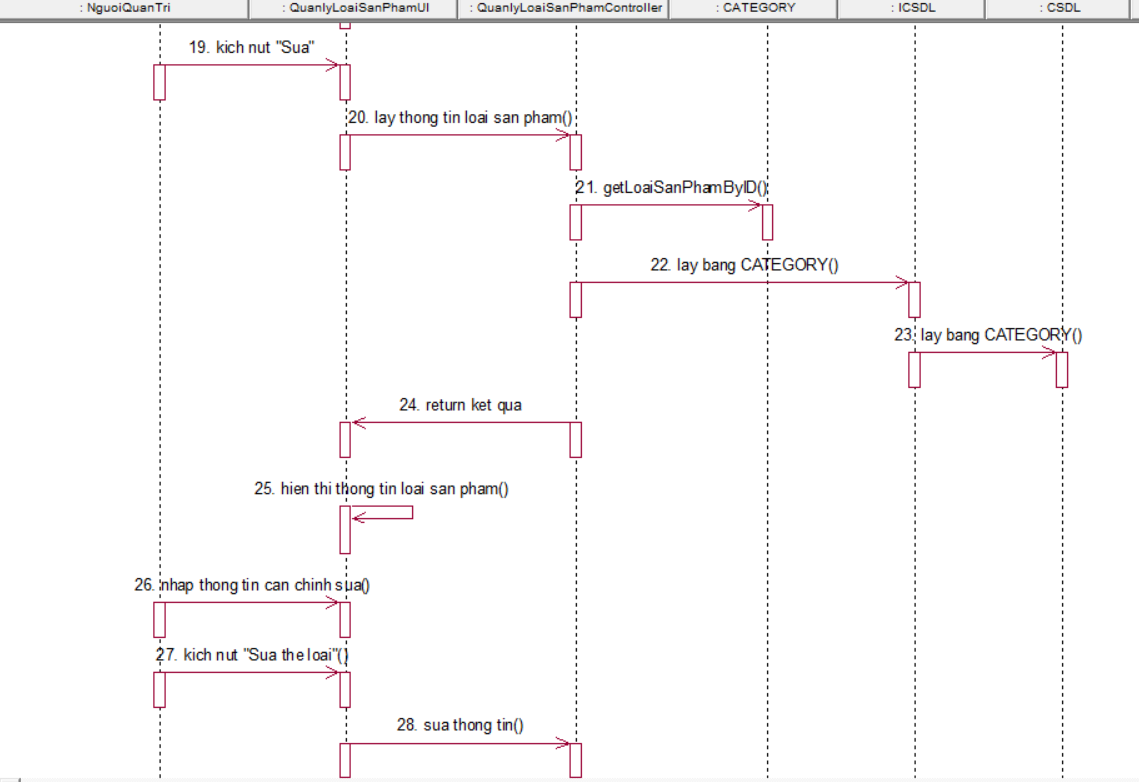 : NguoiQuanTri
: QuanlyLoaiSanPhamUI
: QuanlyLoaiSanPhamController
: CATEGORY
: ICSDL
: CSDL
19. kich nut "Sua"
20. lay thong tin loai san pham()
21. getLoaiSanPhamByID()
22. lay bang CATEGORY()
23. lay bang CATEGORY()
24. return ket qua
25. hien thi thong tin loai san pham()
26. nhap thong tin can chinh sua()
27. kich nut "Sua the loai"()
28. sua thong tin()